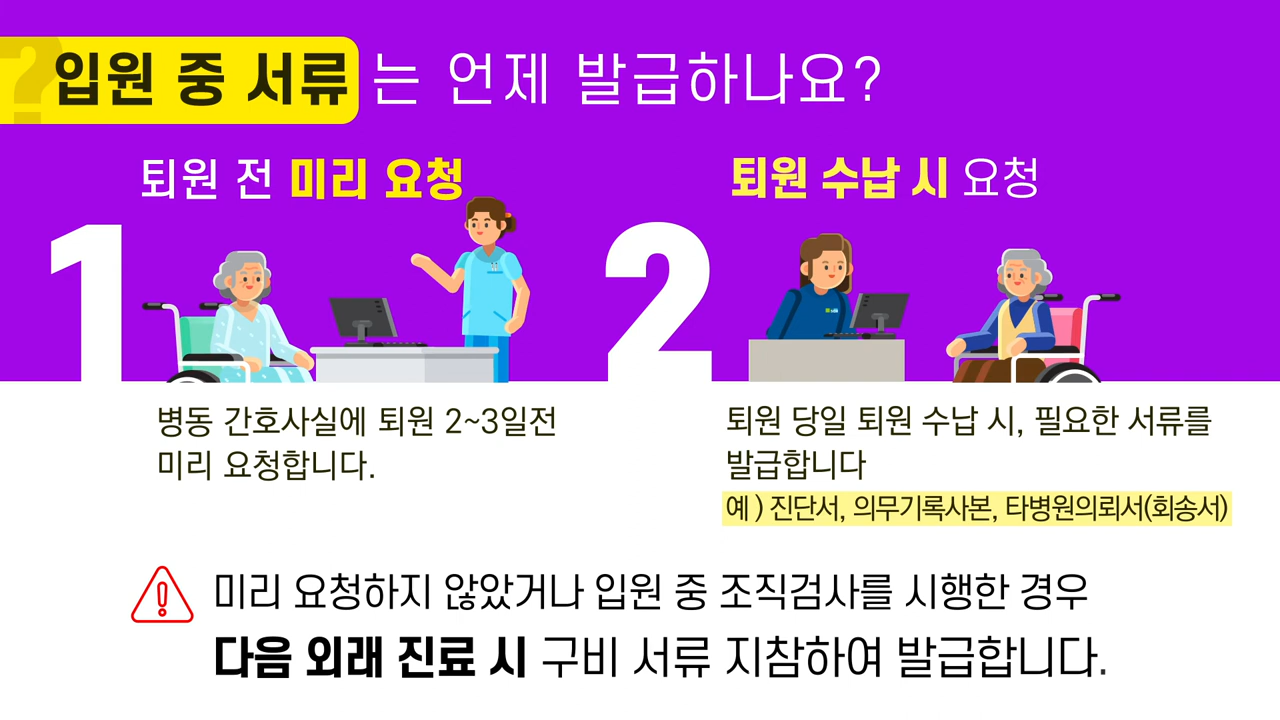 입원 중 서류는 언제 발급하나요?
퇴원 전 미리 요청
1
병동 간호사실에 퇴원 2~3일전
미리 요청합니다.
퇴원 수납 시 요청
2
퇴원 당일 퇴원 수납 시, 필요한 서류를
발급합니다
예 ) 진단서, 의무기록사본, 타병원의뢰서(회송서)
미리 요청하지 않았거나 입원 중 조직검사를 시행한 경우
다음 외래 진료 시 구비 서류 지참하여 발급합니다.